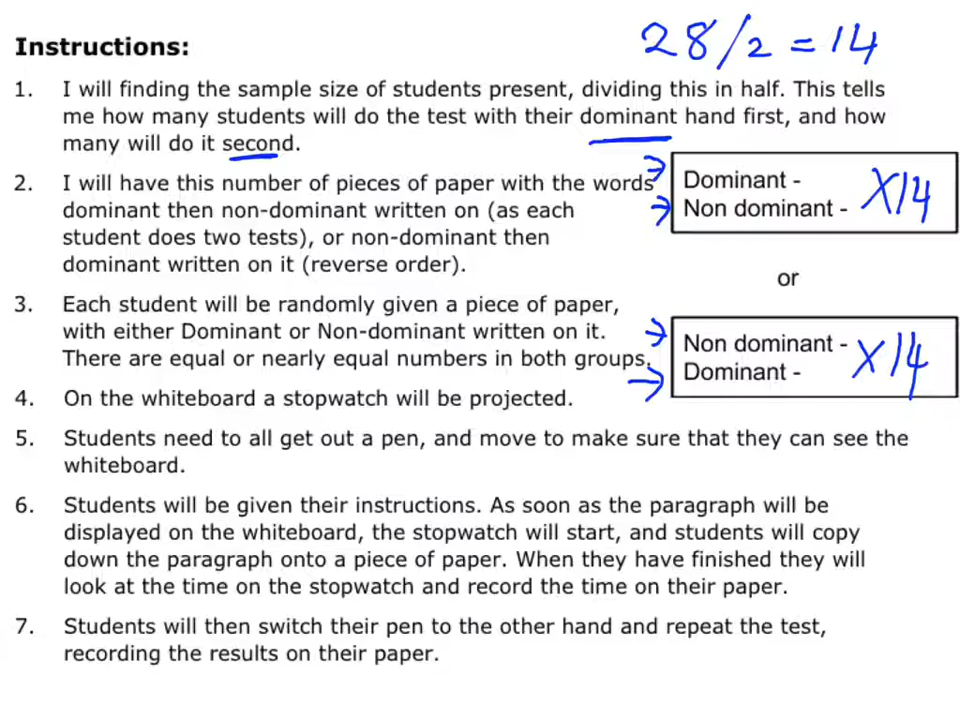 28/2 = 14
Instructions:
1. I will finding the sample size of students present, dividing this in half. This tells
me how many students will do the test with their dominant hand first, and how
many will do it second.
2. I will have this number of pieces of paper with the words
dominant then non-dominant written on (as each
student does two tests), or non-dominant then
dominant written on it (reverse order).
Dominant -
Non dominant -
X14
or
3. Each student will be randomly given a piece of paper,
with either Dominant or Non-dominant written on it.
There are equal or nearly equal numbers in both groups.
Non dominant -
Dominant -
X14
4. On the whiteboard a stopwatch will be projected.
5. Students need to all get out a pen, and move to make sure that they can see the
whiteboard.
6. Students will be given their instructions. As soon as the paragraph will be
displayed on the whiteboard, the stopwatch will start, and students will copy
down the paragraph onto a piece of paper. When they have finished they will
look at the time on the stopwatch and record the time on their paper.
7. Students will then switch their pen to the other hand and repeat the test,
recording the results on their paper.